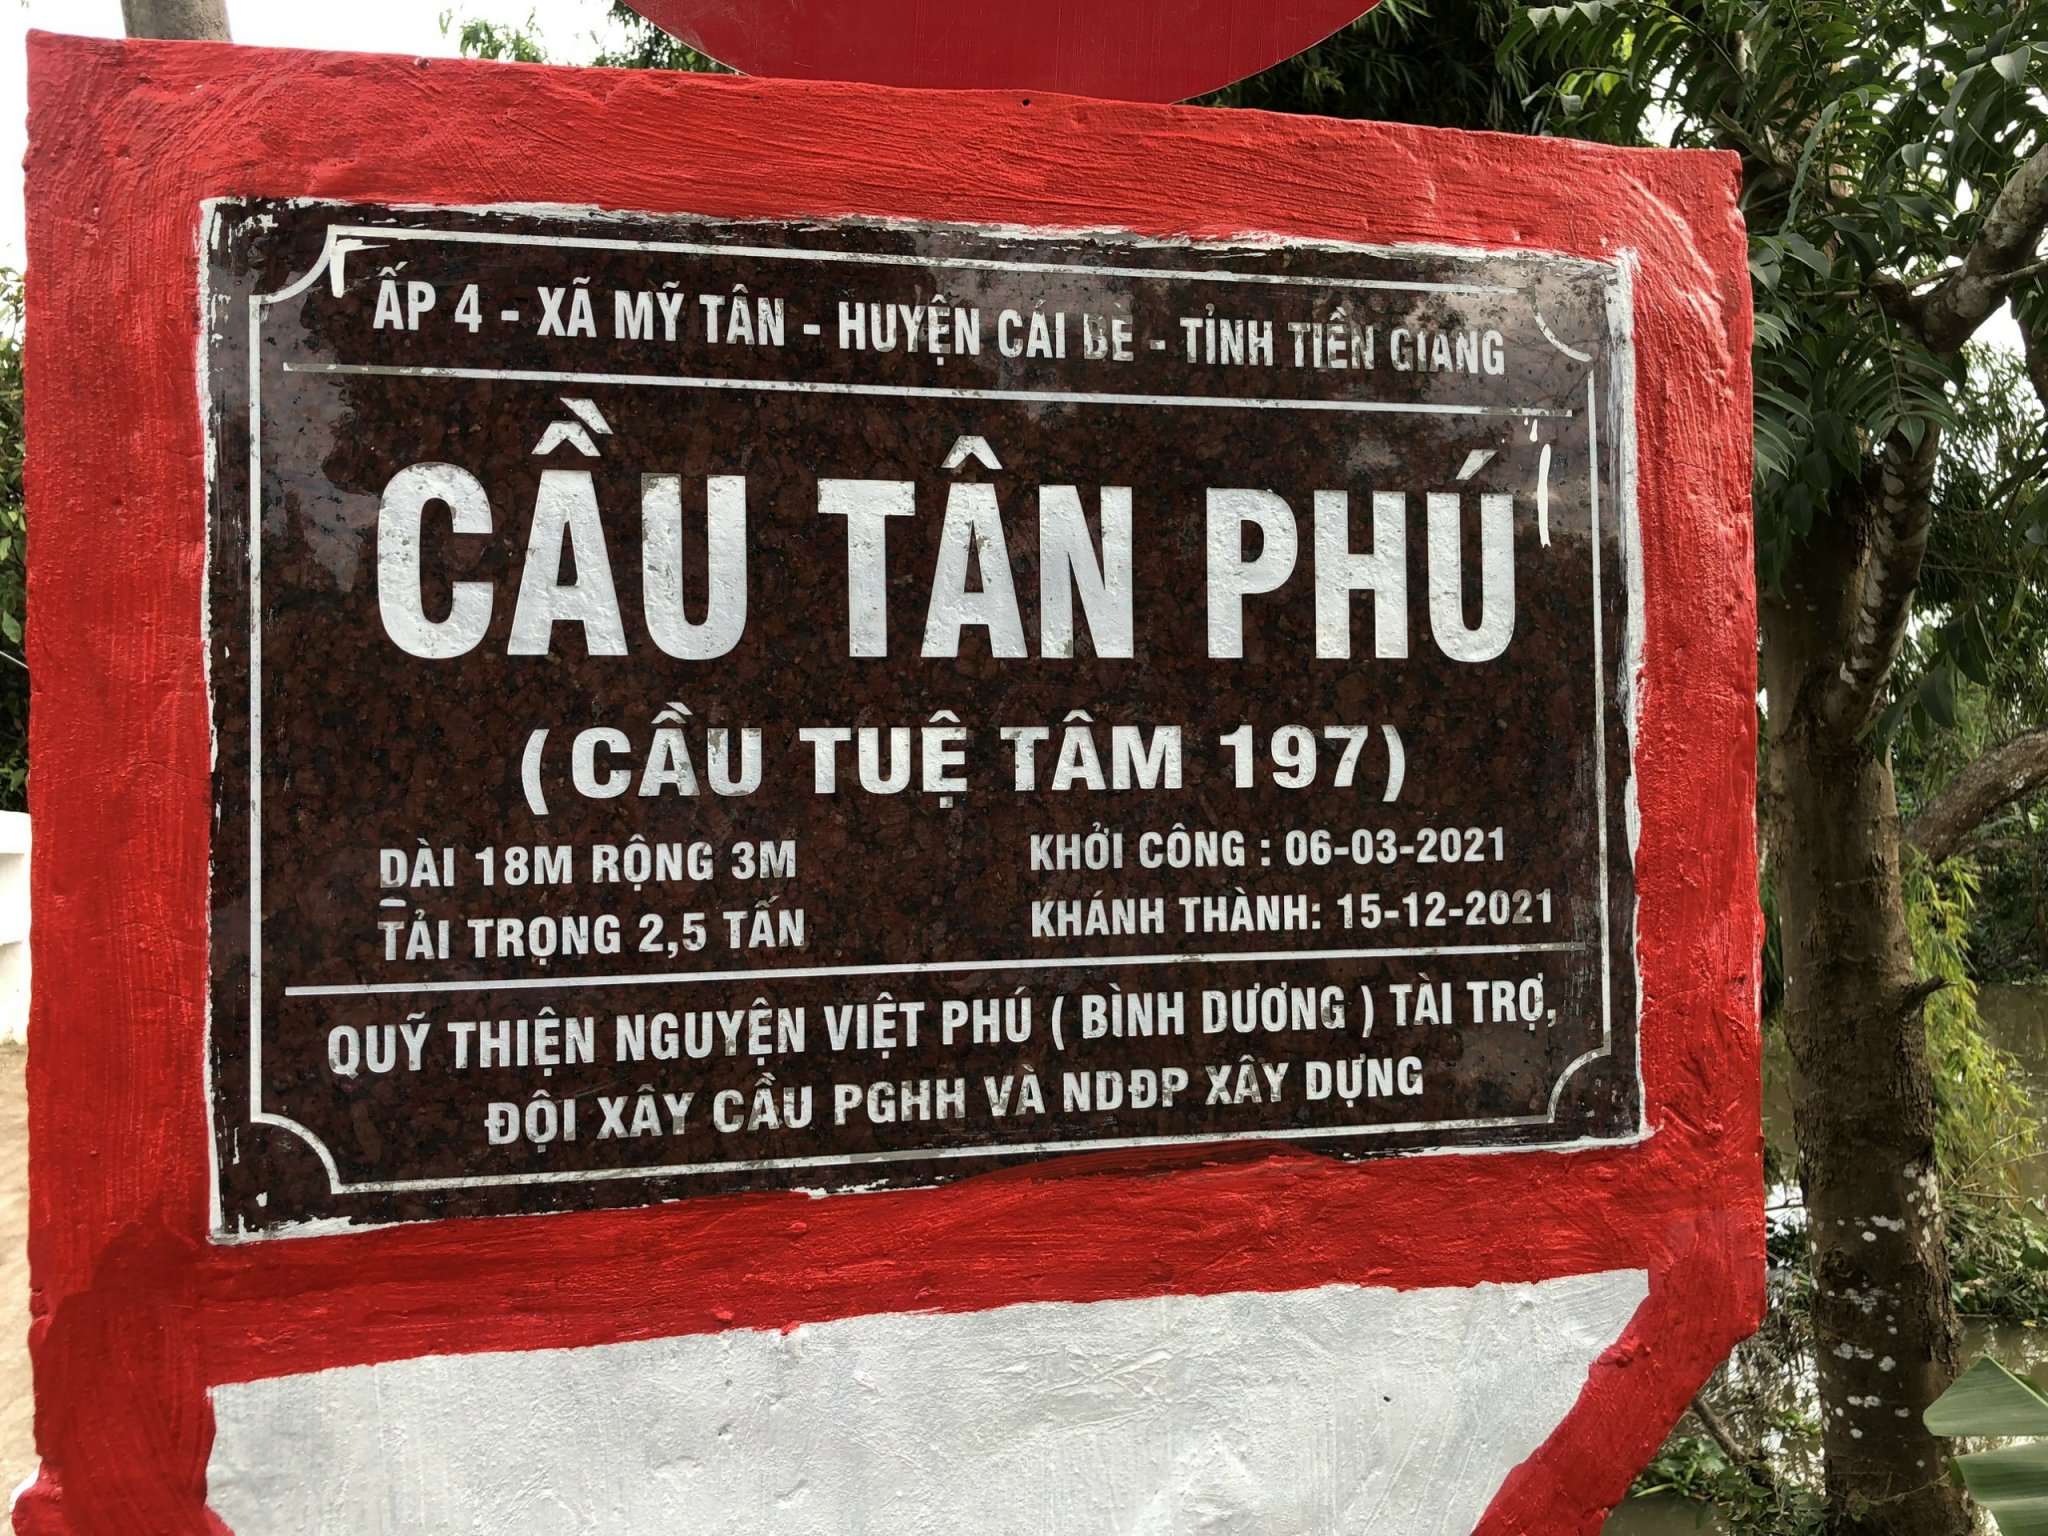 ẤP 4 - XÃ MỸ TÂN - HUYỆN CÁI BÈ - TỈNH TIỀN GIANG
CẦU TÂN PHÚ
(CẦU TUỆ TÂM 197)
DÀI 18M RỘNG 3M
TẢI TRỌNG 2,5 TẤN
KHỞI CÔNG : 06-03-2021
KHÁNH THÀNH: 15-12-2021
QUỸ THIỆN NGUYỆN VIỆT PHÚ ( BÌNH DƯƠNG ) TÀI TRỢ,
ĐỘI XÂY CẦU PGHH VÀ NDĐP XÂY DỰNG